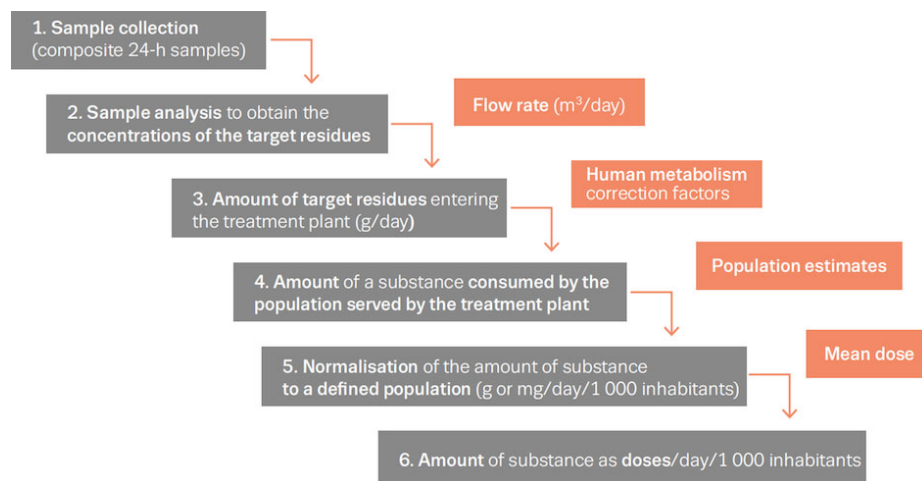 1. Sample collection
(composite 24-h samples)
2. Sample analysis to obtain the
concentrations of the target residues
Flow rate (m³/day)
3. Amount of target residues entering
the treatment plant (g/day)
Human metabolism
correction factors
4. Amount of a substance consumed by the
population served by the treatment plant
Population estimates
5. Normalisation of the amount of substance
to a defined population (g or mg/day/1 000 inhabitants)
Mean dose
6. Amount of substance as doses/day/1 000 inhabitants